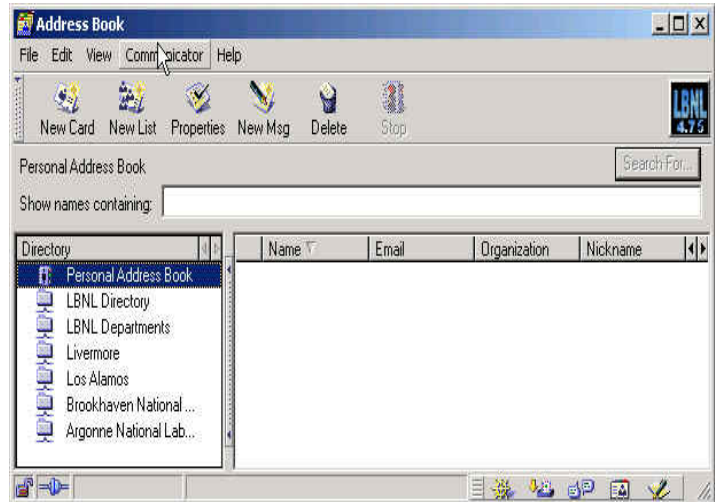 Address Book
File Edit View Communicator Help
New Card New List Properties New Msg Delete Stop
LBNL
4.75
Personal Address Book
Search For...
Show names containing:
Directory Name Email Organization Nickname
Personal Address Book
LBNL Directory
LBNL Departments
Livermore
Los Alamos
Brookhaven National ...
Argonne National Lab...